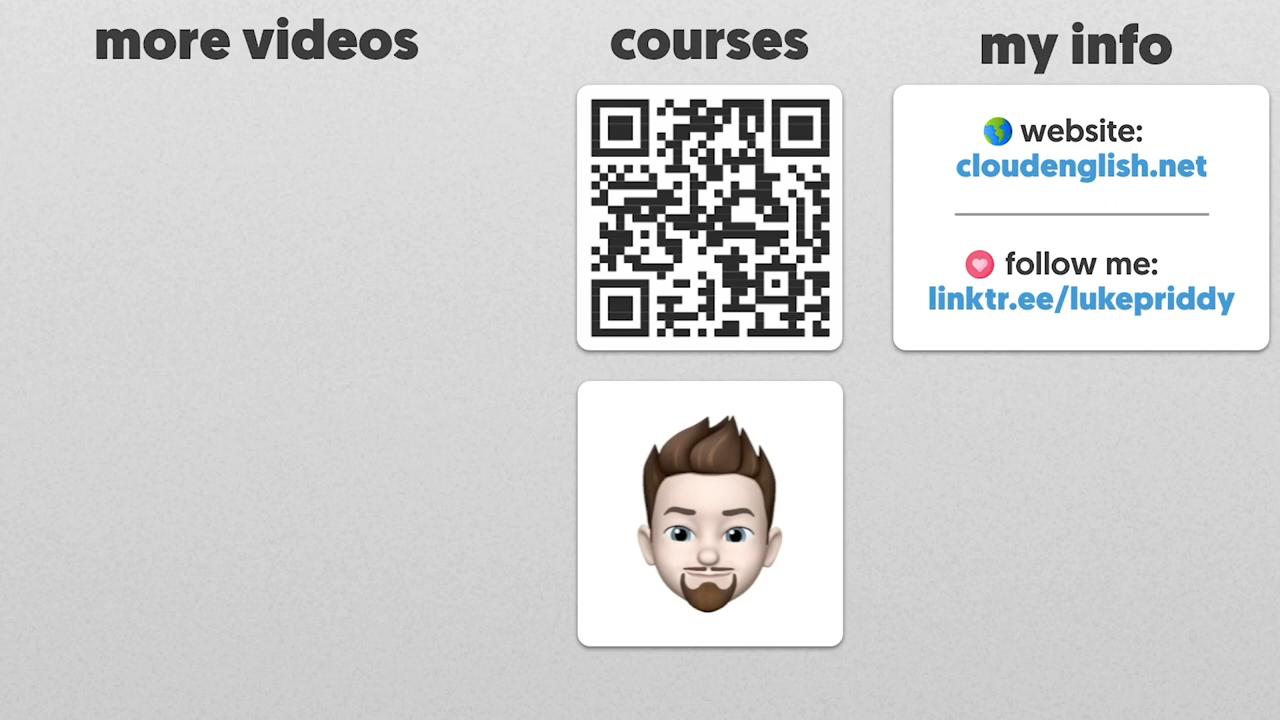 more videos
courses
my info
website:
cloudenglish.net
follow me:
linktr.ee/lukepriddy